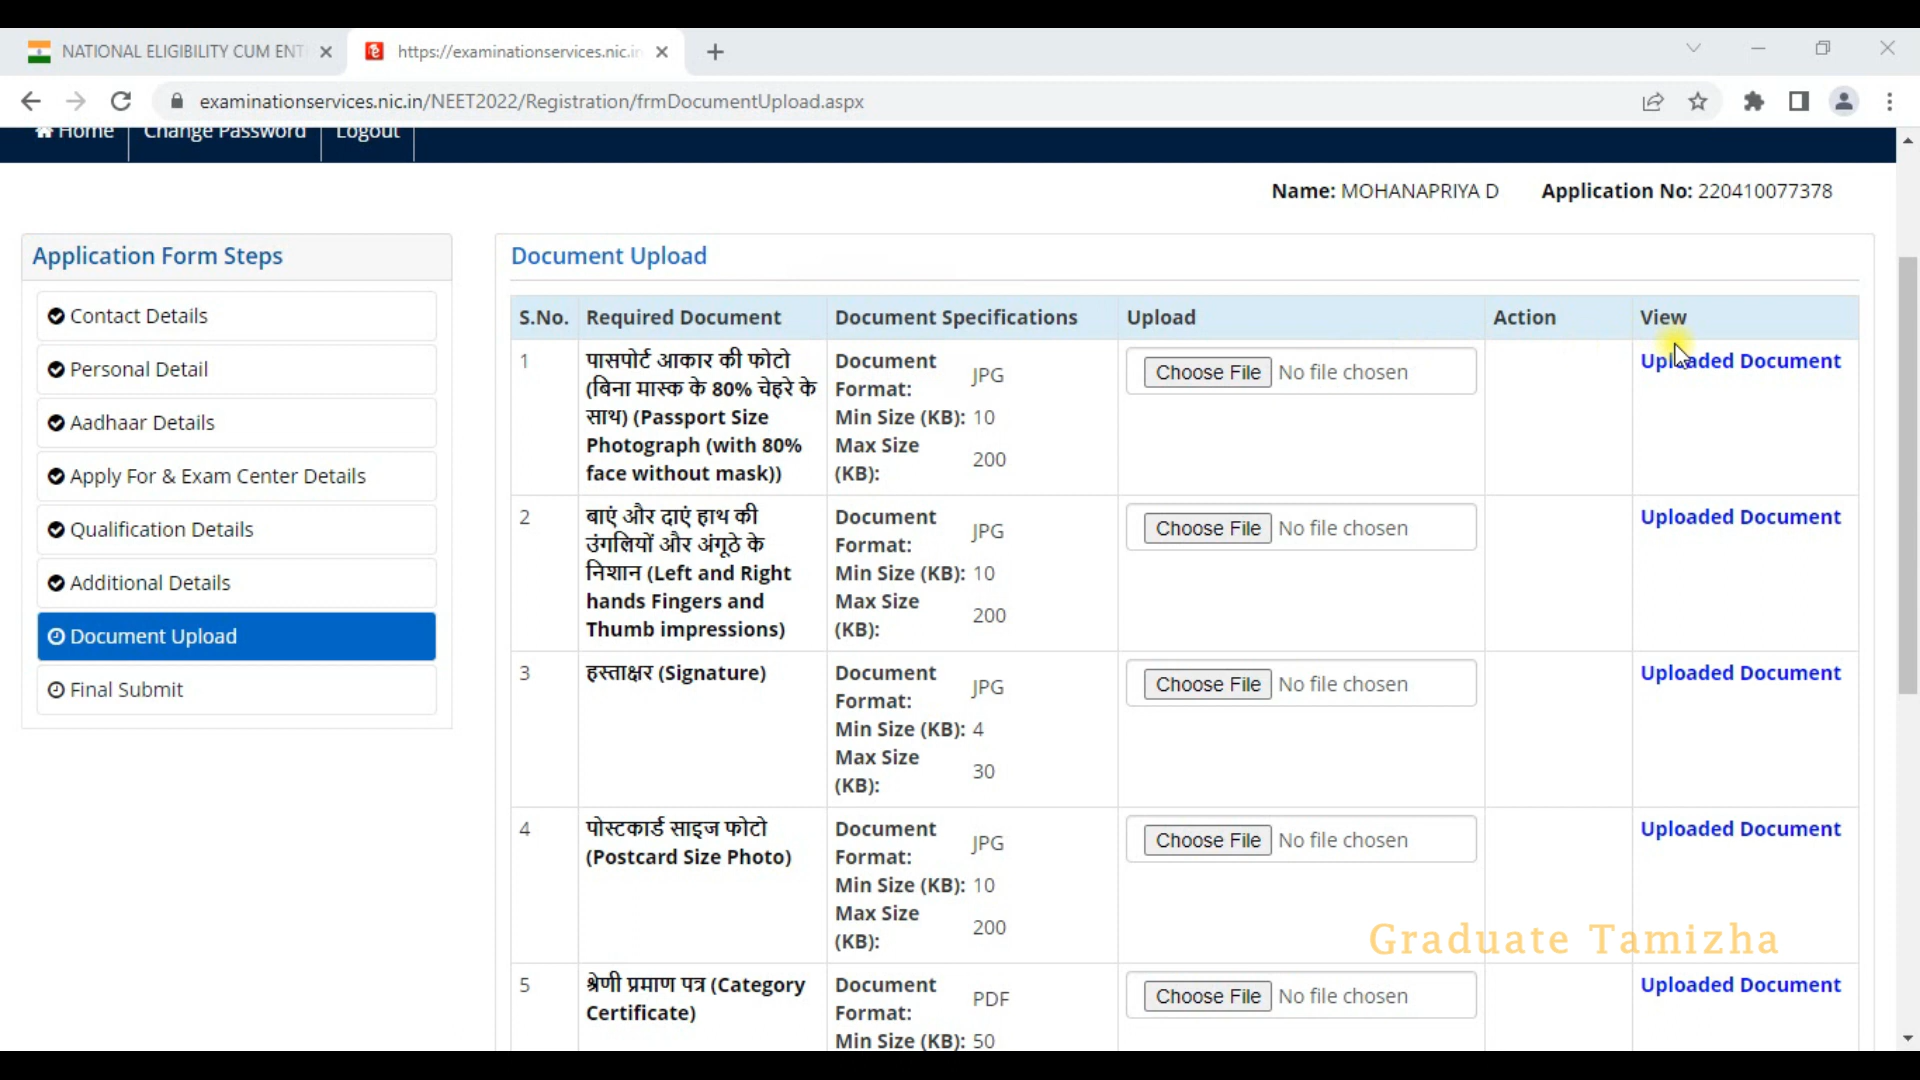 NATIONAL ELIGIBILITY CUM ENT
https://examinationservices.nic.in
examinationservices.nic.in/NEET2022/Registration/frmDocumentUpload.aspx
Home Change Password Logout
Name: MOHANAPRIYA D Application No: 220410077378
Application Form Steps
Contact Details
Personal Detail
Aadhaar Details
Apply For & Exam Center Details
Qualification Details
Additional Details
Document Upload
Final Submit
Document Upload
S.No. Required Document Document Specifications Upload Action View
1
पासपोर्ट आकार की फोटो
(बिना मास्क के 80% चेहरे के
साथ) (Passport Size
Photograph (with 80%
face without mask))
Document
Format: JPG
Min Size (KB): 10
Max Size
(KB): 200
Choose File No file chosen
Uploaded Document
2
बाएं और दाएं हाथ की
उंगलियों और अंगूठे के
निशान (Left and Right
hands Fingers and
Thumb impressions)
Document
Format: JPG
Min Size (KB): 10
Max Size
(KB): 200
Choose File No file chosen
Uploaded Document
3
हस्ताक्षर (Signature)
Document
Format: JPG
Min Size (KB): 4
Max Size
(KB): 30
Choose File No file chosen
Uploaded Document
4
पोस्टकार्ड साइज फोटो
(Postcard Size Photo)
Document
Format: JPG
Min Size (KB): 10
Max Size
(KB): 200
Choose File No file chosen
Uploaded Document
Graduate Tamizha
5
श्रेणी प्रमाण पत्र (Category
Certificate)
Document
Format: PDF
Min Size (KB): 50
Choose File No file chosen
Uploaded Document